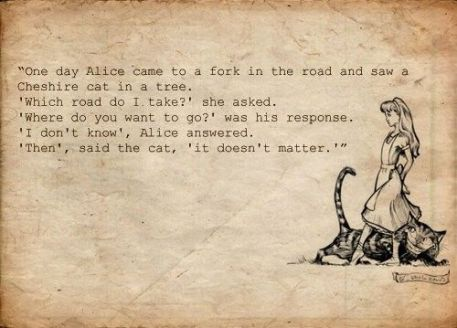 “One day Alice came to a fork in the road and saw a
Cheshire cat in a tree.
'Which road do I take?' she asked.
'Where do you want to go?' was his response.
'I don't know', Alice answered.
'Then', said the cat, 'it doesn't matter.'”